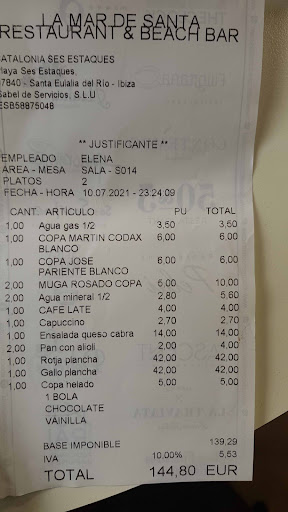 LA MAR DE SANTA
RESTAURANT & BEACH BAR
CATALONIA SES ESTAQUES
Playa Ses Estaques,
07840 - Santa Eulalia del Río - Ibiza
Sabel de Servicios, S.L.U
ESB58875048
** JUSTIFICANTE **
EMPLEADO ELENA
AREA - MESA SALA - S014
PLATOS 2
FECHA - HORA 10.07.2021 - 23:24:09
CANT. ARTICULO PU TOTAL
1,00 Agua gas 1/2 3,50 3,50
1,00 COPA MARTIN CODAX 6,00 6,00
BLANCO
1,00 COPA JOSE 6,00 6,00
PARIENTE BLANCO
2,00 MUGA ROSADO COPA 5,00 10,00
2,00 Agua mineral 1/2 2,80 5,60
1,00 CAFE LATE 4,00 4,00
1,00 Capuccino 2,70 2,70
1,00 Ensalada queso cabra 14,00 14,00
2,00 Pan con alioli 2,00 4,00
1,00 Rotja plancha 42,00 42,00
1,00 Gallo plancha 42,00 42,00
1,00 Copa helado 5,00 5,00
1 BOLA
CHOCOLATE
VAINILLA
BASE IMPONIBLE 139,29
IVA 10.00% 5,53
TOTAL 144,80 EUR